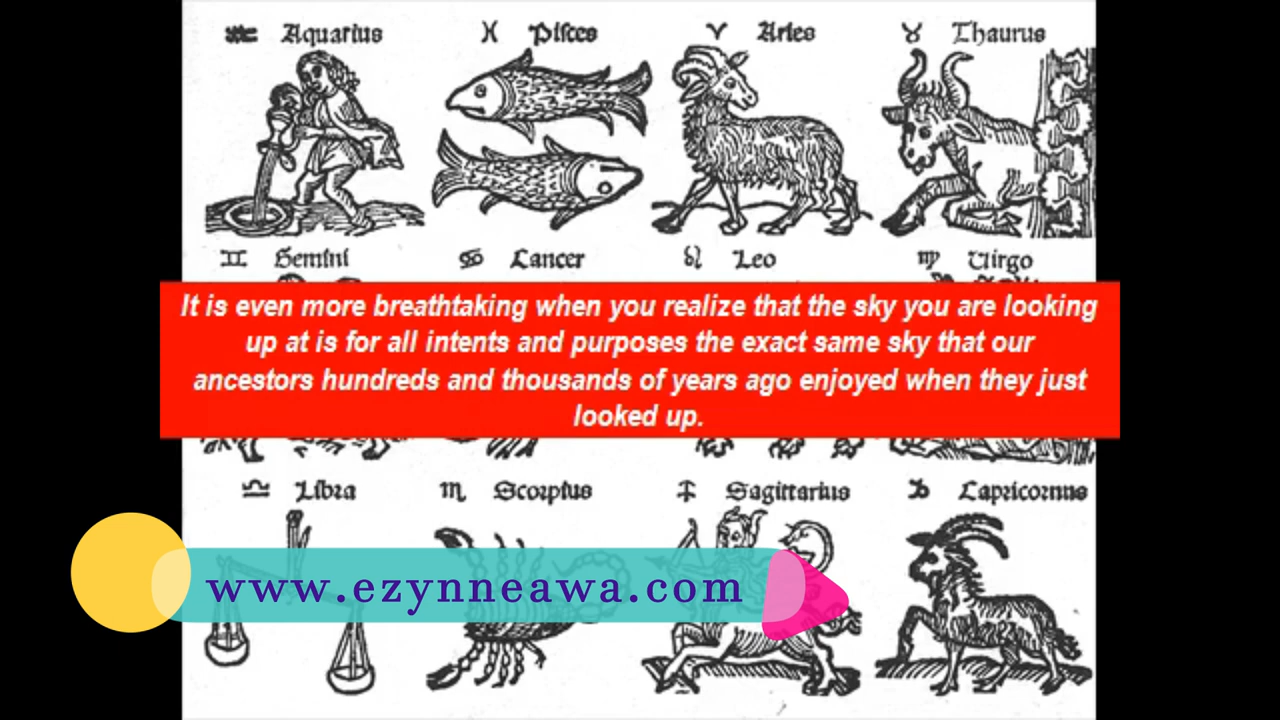 ♒ Aquarius ♓ Pisces ♈ Aries ♉ Thaurus
♊ Gemini ♋ Cancer ♌ Leo ♍ Virgo
It is even more breathtaking when you realize that the sky you are looking
up at is for all intents and purposes the exact same sky that our
ancestors hundreds and thousands of years ago enjoyed when they just
looked up.
♎ Libra ♏ Scorpius ♐ Sagittarius ♑ Capricornus
www.ezynneawa.com